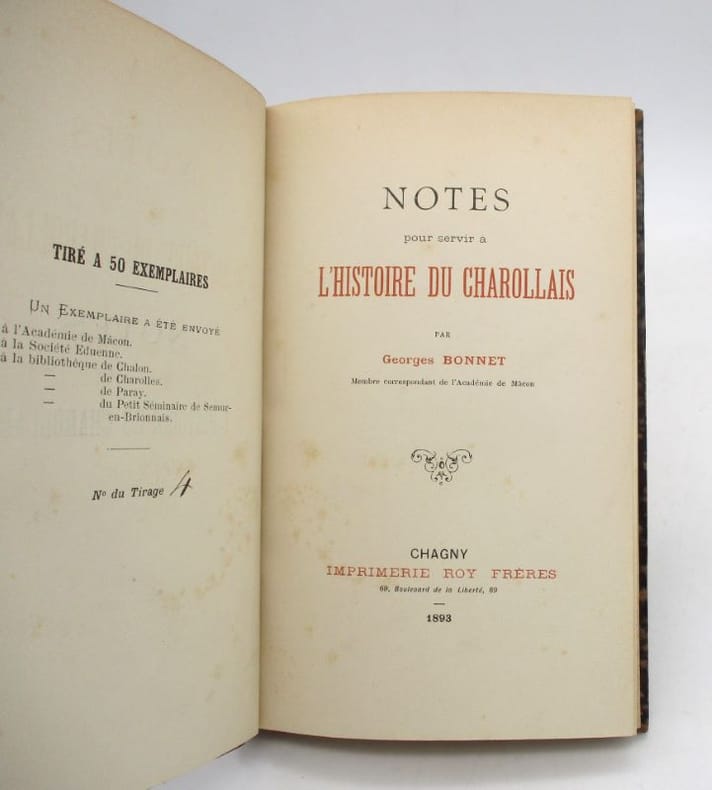 TIRÉ A 50 EXEMPLAIRES
UN EXEMPLAIRE A ÉTÉ ENVOYÉ
à l'Académie de Mâcon.
à la Société Eduenne.
à la bibliothèque de Chalon.
— de Charolles.
— de Paray.
— du Petit Séminaire de Semur-
en-Brionnais.
No du Tirage 4
NOTES
pour servir a
L'HISTOIRE DU CHAROLLAIS
PAR
Georges BONNET
Membre correspondant de l'Académie de Mâcon
CHAGNY
IMPRIMERIE ROY FRÈRES
69, Boulevard de la Liberté, 69
1893